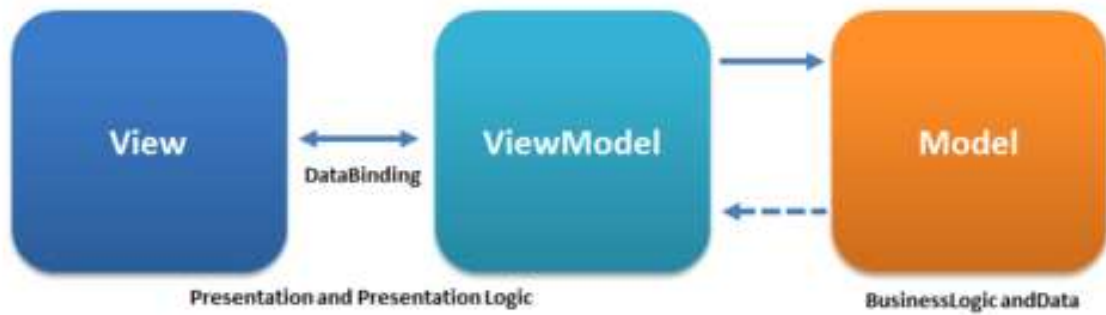 View
ViewModel
Model
DataBinding
Presentation and Presentation Logic
BusinessLogic andData